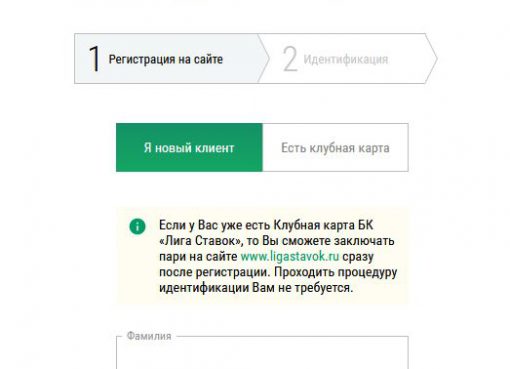 1 Регистрация на сайте 2 Идентификация
Я новый клиент Есть клубная карта
Если у Вас уже есть Клубная карта БК
«Лига Ставок», то Вы сможете заключать
пари на сайте www.ligastavok.ru сразу
после регистрации. Проходить процедуру
идентификации Вам не требуется.
Фамилия